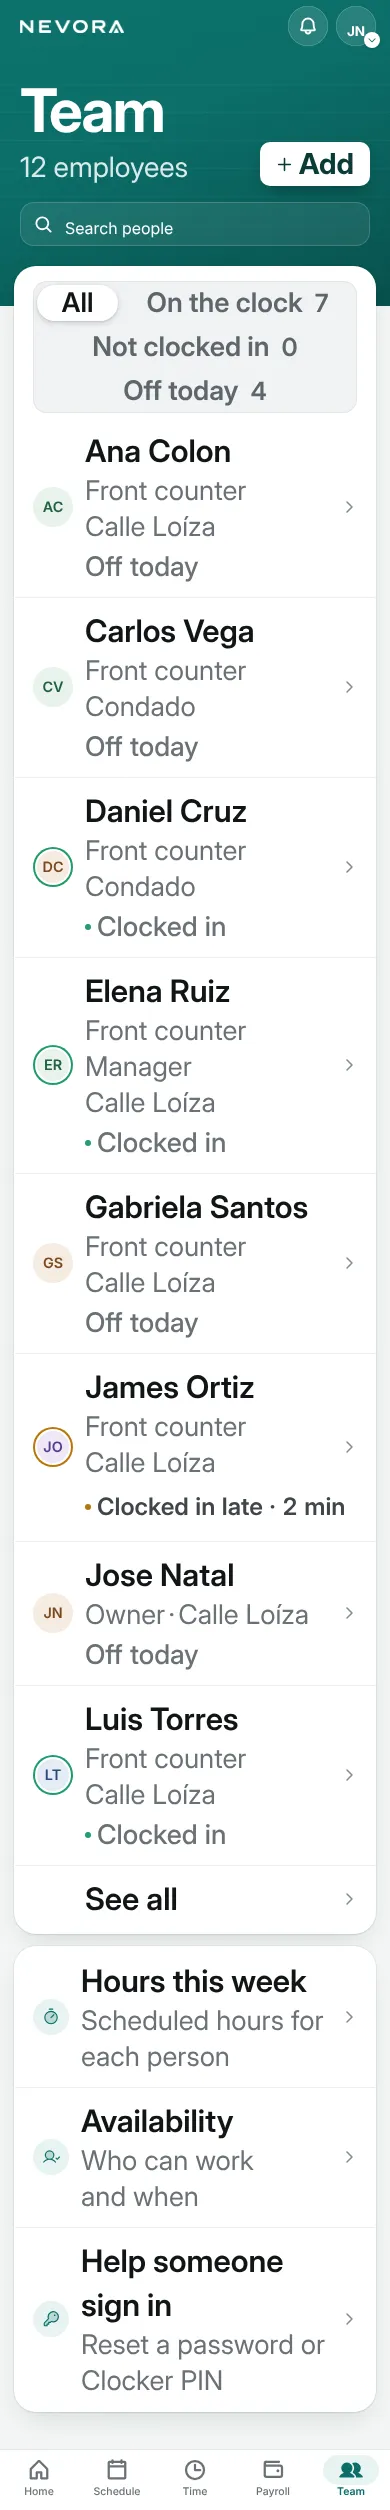 NEVORA
JN
Team
12 employees
+ Add
Search people
All
On the clock 7
Not clocked in 0
Off today 4
Ana Colon
AC
Front counter
Calle Loíza
Off today
Carlos Vega
CV
Front counter
Condado
Off today
Daniel Cruz
DC
Front counter
Condado
Clocked in
Elena Ruiz
ER
Front counter
Manager
Calle Loíza
Clocked in
Gabriela Santos
GS
Front counter
Calle Loíza
Off today
James Ortiz
JO
Front counter
Calle Loíza
Clocked in late · 2 min
Jose Natal
JN
Owner · Calle Loíza
Off today
Luis Torres
LT
Front counter
Calle Loíza
Clocked in
See all
Hours this week
Scheduled hours for
each person
Availability
Who can work
and when
Help someone
sign in
Reset a password or
Clocker PIN
Home
Schedule
Time
Payroll
Team